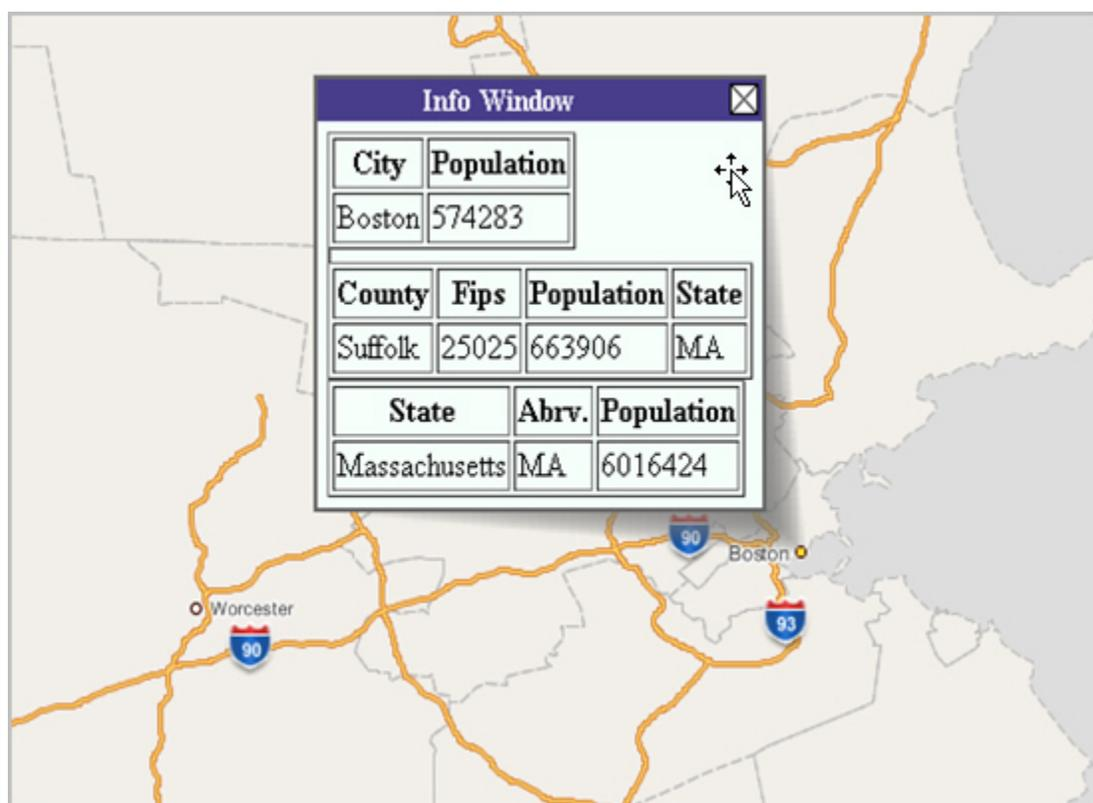 Info Window
City Population
Boston 574283
County Fips Population State
Suffolk 25025 663906 MA
State Abrv. Population
Massachusetts MA 6016424
90
Boston
Worcester
93
90